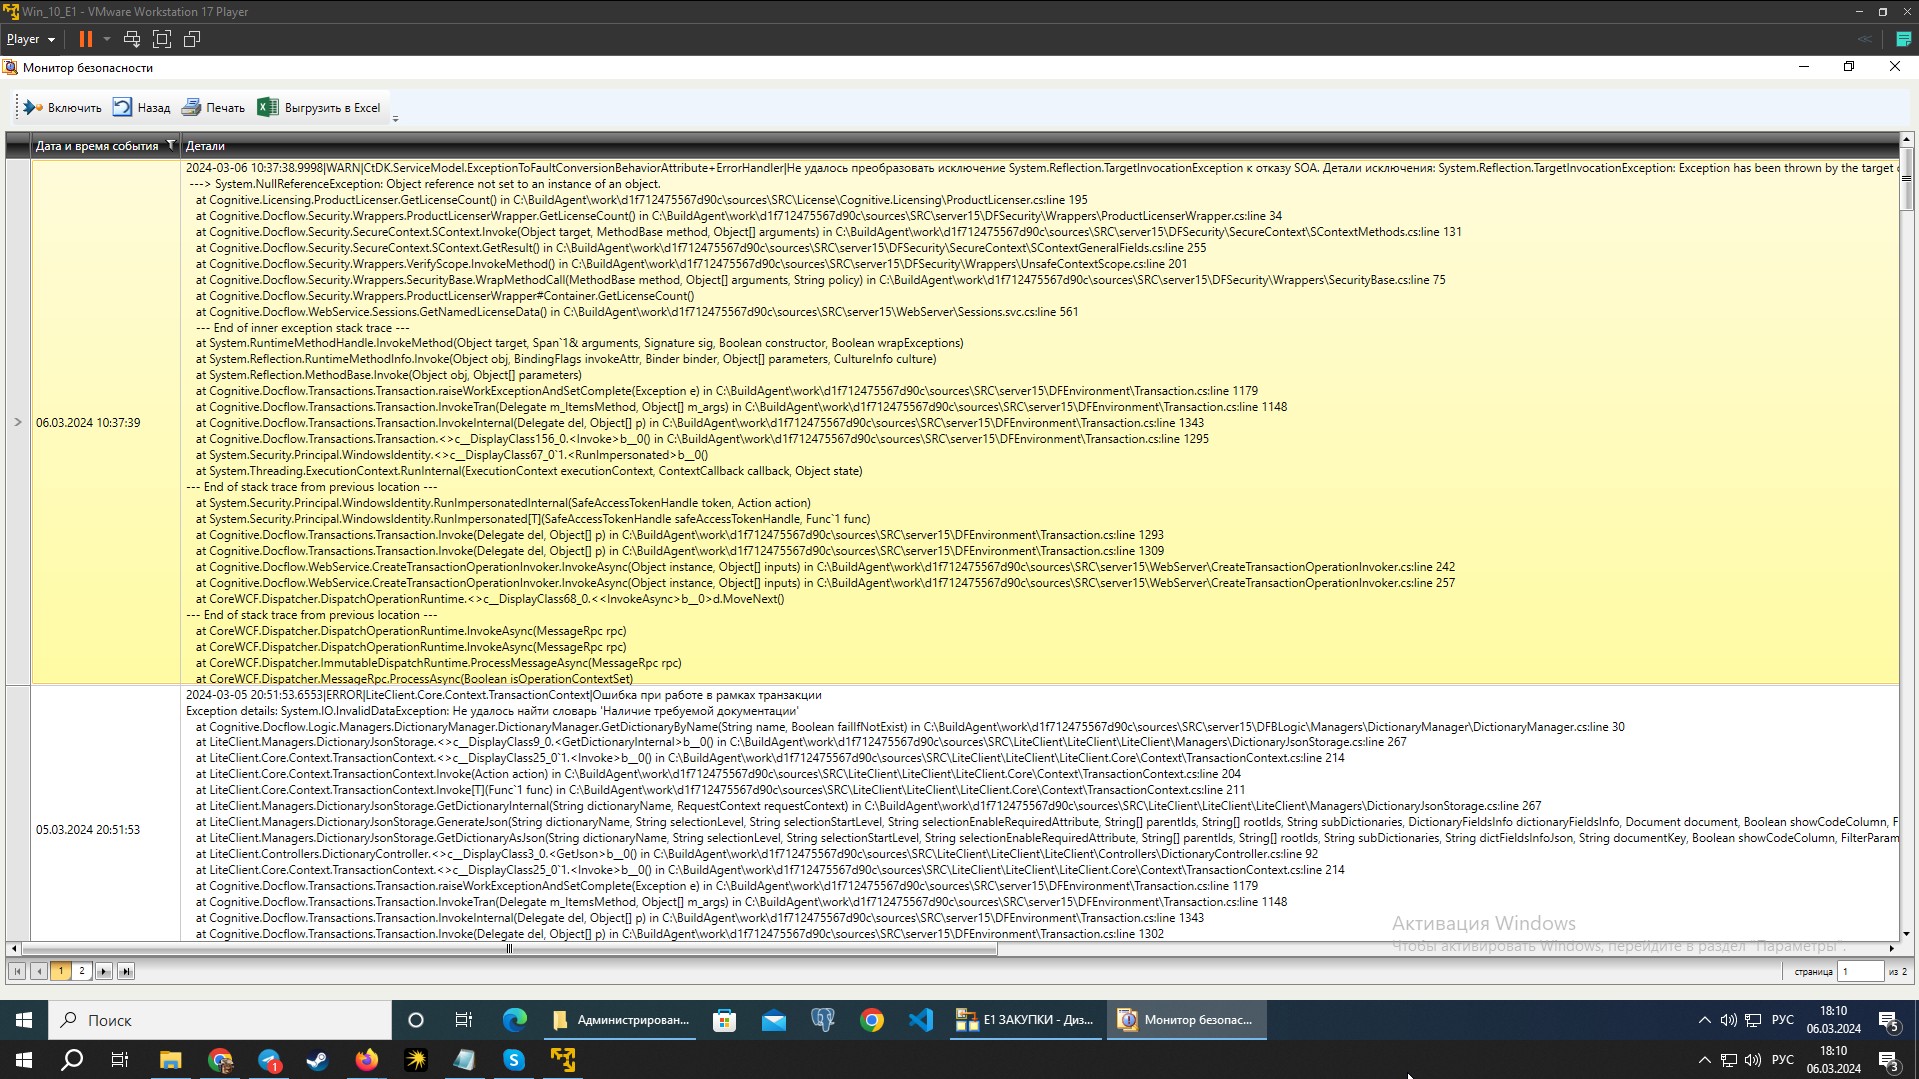 Win_10_E1 - VMware Workstation 17 Player
Player
Монитор безопасности
Включить Назад Печать Выгрузить в Excel
Дата и время события Детали
2024-03-06 10:37:38.9998|WARN|CtDK.ServiceModel.ExceptionToFaultConversionBehaviorAttribute+ErrorHandler|Не удалось преобразовать исключение System.Reflection.TargetInvocationException к отказу SOA. Детали исключения: System.Reflection.TargetInvocationException: Exception has been thrown by the target
---> System.NullReferenceException: Object reference not set to an instance of an object.
at Cognitive.Licensing.ProductLicenser.GetLicenseCount() in C:\BuildAgent\work\d1f712475567d90c\sources\SRC\License\Cognitive.Licensing\ProductLicenser.cs:line 195
at Cognitive.Docflow.Security.Wrappers.ProductLicenserWrapper.GetLicenseCount() in C:\BuildAgent\work\d1f712475567d90c\sources\SRC\server15\DFSecurity\Wrappers\ProductLicenserWrapper.cs:line 34
at Cognitive.Docflow.Security.SecureContext.SContext.Invoke(Object target, MethodBase method, Object[] arguments) in C:\BuildAgent\work\d1f712475567d90c\sources\SRC\server15\DFSecurity\SecureContext\SContextMethods.cs:line 131
at Cognitive.Docflow.Security.SecureContext.SContext.GetResult() in C:\BuildAgent\work\d1f712475567d90c\sources\SRC\server15\DFSecurity\SecureContext\SContextGeneralFields.cs:line 255
at Cognitive.Docflow.Security.Wrappers.VerifyScope.InvokeMethod() in C:\BuildAgent\work\d1f712475567d90c\sources\SRC\server15\DFSecurity\Wrappers\UnsafeContextScope.cs:line 201
at Cognitive.Docflow.Security.Wrappers.SecurityBase.WrapMethodCall(MethodBase method, Object[] arguments, String policy) in C:\BuildAgent\work\d1f712475567d90c\sources\SRC\server15\DFSecurity\Wrappers\SecurityBase.cs:line 75
at Cognitive.Docflow.Security.Wrappers.ProductLicenserWrapper#Container.GetLicenseCount()
at Cognitive.Docflow.WebService.Sessions.GetNamedLicenseData() in C:\BuildAgent\work\d1f712475567d90c\sources\SRC\server15\WebServer\Sessions.svc.cs:line 561
--- End of inner exception stack trace ---
at System.RuntimeMethodHandle.InvokeMethod(Object target, Span`1& arguments, Signature sig, Boolean constructor, Boolean wrapExceptions)
at System.Reflection.RuntimeMethodInfo.Invoke(Object obj, BindingFlags invokeAttr, Binder binder, Object[] parameters, CultureInfo culture)
at System.Reflection.MethodBase.Invoke(Object obj, Object[] parameters)
at Cognitive.Docflow.Transactions.Transaction.raiseWorkExceptionAndSetComplete(Exception e) in C:\BuildAgent\work\d1f712475567d90c\sources\SRC\server15\DFEnvironment\Transaction.cs:line 1179
at Cognitive.Docflow.Transactions.Transaction.InvokeTran(Delegate m_ItemsMethod, Object[] m_args) in C:\BuildAgent\work\d1f712475567d90c\sources\SRC\server15\DFEnvironment\Transaction.cs:line 1148
06.03.2024 10:37:39 at Cognitive.Docflow.Transactions.Transaction.InvokeInternal(Delegate del, Object[] p) in C:\BuildAgent\work\d1f712475567d90c\sources\SRC\server15\DFEnvironment\Transaction.cs:line 1343
at Cognitive.Docflow.Transactions.Transaction.<>c__DisplayClass156_0.<Invoke>b__0() in C:\BuildAgent\work\d1f712475567d90c\sources\SRC\server15\DFEnvironment\Transaction.cs:line 1295
at System.Security.Principal.WindowsIdentity.<>c__DisplayClass67_0`1.<RunImpersonated>b__0()
at System.Threading.ExecutionContext.RunInternal(ExecutionContext executionContext, ContextCallback callback, Object state)
--- End of stack trace from previous location ---
at System.Security.Principal.WindowsIdentity.RunImpersonatedInternal(SafeAccessTokenHandle token, Action action)
at System.Security.Principal.WindowsIdentity.RunImpersonated[T](SafeAccessTokenHandle safeAccessTokenHandle, Func`1 func)
at Cognitive.Docflow.Transactions.Transaction.Invoke(Delegate del, Object[] p) in C:\BuildAgent\work\d1f712475567d90c\sources\SRC\server15\DFEnvironment\Transaction.cs:line 1293
at Cognitive.Docflow.Transactions.Transaction.Invoke(Delegate del, Object[] p) in C:\BuildAgent\work\d1f712475567d90c\sources\SRC\server15\DFEnvironment\Transaction.cs:line 1309
at Cognitive.Docflow.WebService.CreateTransactionOperationInvoker.InvokeAsync(Object instance, Object[] inputs) in C:\BuildAgent\work\d1f712475567d90c\sources\SRC\server15\WebServer\CreateTransactionOperationInvoker.cs:line 242
at Cognitive.Docflow.WebService.CreateTransactionOperationInvoker.InvokeAsync(Object instance, Object[] inputs) in C:\BuildAgent\work\d1f712475567d90c\sources\SRC\server15\WebServer\CreateTransactionOperationInvoker.cs:line 257
at CoreWCF.Dispatcher.DispatchOperationRuntime.<>c__DisplayClass68_0.<<InvokeAsync>b__0>d.MoveNext()
--- End of stack trace from previous location ---
at CoreWCF.Dispatcher.DispatchOperationRuntime.InvokeAsync(MessageRpc rpc)
at CoreWCF.Dispatcher.DispatchOperationRuntime.InvokeAsync(MessageRpc rpc)
at CoreWCF.Dispatcher.ImmutableDispatchRuntime.ProcessMessageAsync(MessageRpc rpc)
at CoreWCF.Dispatcher.MessageRpc.ProcessAsync(Boolean isOperationContextSet)
2024-03-05 20:51:53.6553|ERROR|LiteClient.Core.Context.TransactionContext|Ошибка при работе в рамках транзакции
Exception details: System.IO.InvalidDataException: Не удалось найти словарь 'Наличие требуемой документации'
at Cognitive.Docflow.Logic.Managers.DictionaryManager.DictionaryManager.GetDictionaryByName(String name, Boolean failIfNotExist) in C:\BuildAgent\work\d1f712475567d90c\sources\SRC\server15\DFBLogic\Managers\DictionaryManager\DictionaryManager.cs:line 30
at LiteClient.Managers.DictionaryJsonStorage.<>c__DisplayClass9_0.<GetDictionaryInternal>b__0() in C:\BuildAgent\work\d1f712475567d90c\sources\SRC\LiteClient\LiteClient\LiteClient\Managers\DictionaryJsonStorage.cs:line 267
at LiteClient.Core.Context.TransactionContext.<>c__DisplayClass25_0`1.<Invoke>b__0() in C:\BuildAgent\work\d1f712475567d90c\sources\SRC\LiteClient\LiteClient\LiteClient.Core\Context\TransactionContext.cs:line 214
at LiteClient.Core.Context.TransactionContext.Invoke(Action action) in C:\BuildAgent\work\d1f712475567d90c\sources\SRC\LiteClient\LiteClient\LiteClient.Core\Context\TransactionContext.cs:line 204
at LiteClient.Core.Context.TransactionContext.Invoke[T](Func`1 func) in C:\BuildAgent\work\d1f712475567d90c\sources\SRC\LiteClient\LiteClient\LiteClient.Core\Context\TransactionContext.cs:line 211
at LiteClient.Managers.DictionaryJsonStorage.GetDictionaryInternal(String dictionaryName, RequestContext requestContext) in C:\BuildAgent\work\d1f712475567d90c\sources\SRC\LiteClient\LiteClient\LiteClient\Managers\DictionaryJsonStorage.cs:line 267
at LiteClient.Managers.DictionaryJsonStorage.GenerateJson(String dictionaryName, String selectionLevel, String selectionStartLevel, String selectionEnableRequiredAttribute, String[] parentIds, String[] rootIds, String subDictionaries, DictionaryFieldsInfo dictionaryFieldsInfo, Document document, Boolean showCodeColumn, F
05.03.2024 20:51:53 at LiteClient.Managers.DictionaryJsonStorage.GetDictionaryAsJson(String dictionaryName, String selectionLevel, String selectionStartLevel, String selectionEnableRequiredAttribute, String[] parentIds, String[] rootIds, String subDictionaries, String dictFieldsInfoJson, String documentKey, Boolean showCodeColumn, FilterParam
at LiteClient.Controllers.DictionaryController.<>c__DisplayClass3_0.<GetJson>b__0() in C:\BuildAgent\work\d1f712475567d90c\sources\SRC\LiteClient\LiteClient\LiteClient\Controllers\DictionaryController.cs:line 92
at LiteClient.Core.Context.TransactionContext.<>c__DisplayClass25_0`1.<Invoke>b__0() in C:\BuildAgent\work\d1f712475567d90c\sources\SRC\LiteClient\LiteClient\LiteClient.Core\Context\TransactionContext.cs:line 214
at Cognitive.Docflow.Transactions.Transaction.raiseWorkExceptionAndSetComplete(Exception e) in C:\BuildAgent\work\d1f712475567d90c\sources\SRC\server15\DFEnvironment\Transaction.cs:line 1179
at Cognitive.Docflow.Transactions.Transaction.InvokeTran(Delegate m_ItemsMethod, Object[] m_args) in C:\BuildAgent\work\d1f712475567d90c\sources\SRC\server15\DFEnvironment\Transaction.cs:line 1148
at Cognitive.Docflow.Transactions.Transaction.InvokeInternal(Delegate del, Object[] p) in C:\BuildAgent\work\d1f712475567d90c\sources\SRC\server15\DFEnvironment\Transaction.cs:line 1343
at Cognitive.Docflow.Transactions.Transaction.Invoke(Delegate del, Object[] p) in C:\BuildAgent\work\d1f712475567d90c\sources\SRC\server15\DFEnvironment\Transaction.cs:line 1302
Активация Windows
Чтобы активировать Windows, перейдите в раздел "Параметры".
1 2 страница 1 из 2
Поиск Администрирован... E1 ЗАКУПКИ - Диз... Монитор безопас... РУС 18:10 06.03.2024 5
1 РУС 18:10 06.03.2024 3